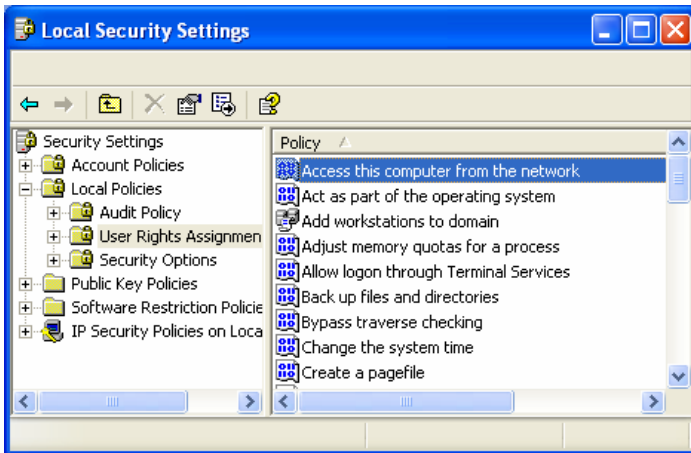 Local Security Settings
Security Settings
Account Policies
Local Policies
Audit Policy
User Rights Assignmen
Security Options
Public Key Policies
Software Restriction Policie
IP Security Policies on Loca
Policy
Access this computer from the network
Act as part of the operating system
Add workstations to domain
Adjust memory quotas for a process
Allow logon through Terminal Services
Back up files and directories
Bypass traverse checking
Change the system time
Create a pagefile